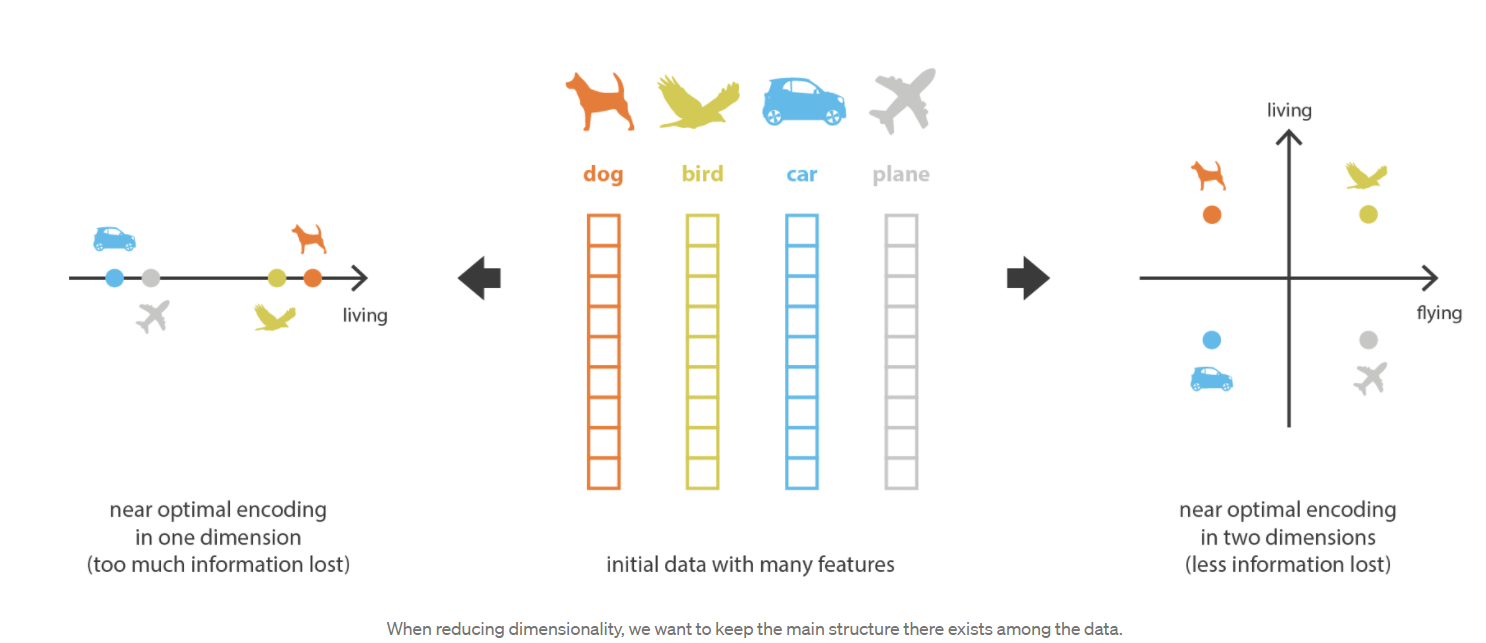 dog
bird
car
plane
living
living
flying
near optimal encoding
in one dimension
(too much information lost)
initial data with many features
near optimal encoding
in two dimensions
(less information lost)
When reducing dimensionality, we want to keep the main structure there exists among the data.